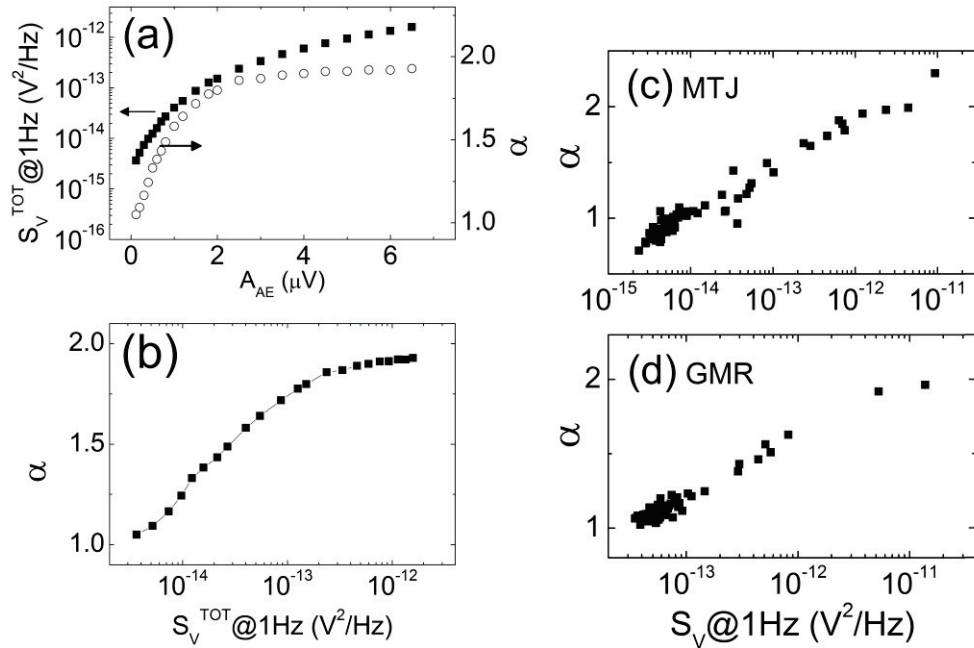 (a)
S_V^TOT@1Hz (V²/Hz)
10⁻¹²
10⁻¹³
10⁻¹⁴
10⁻¹⁵
10⁻¹⁶
0 2 4 6
A_AE (μV)
2.0
1.5
1.0
α
(b)
α
2.0
1.5
1.0
10⁻¹⁴ 10⁻¹³ 10⁻¹²
S_V^TOT@1Hz (V²/Hz)
(c) MTJ
α
2
1
10⁻¹⁵ 10⁻¹⁴ 10⁻¹³ 10⁻¹² 10⁻¹¹
(d) GMR
α
2
1
10⁻¹³ 10⁻¹² 10⁻¹¹
S_V@1Hz (V²/Hz)